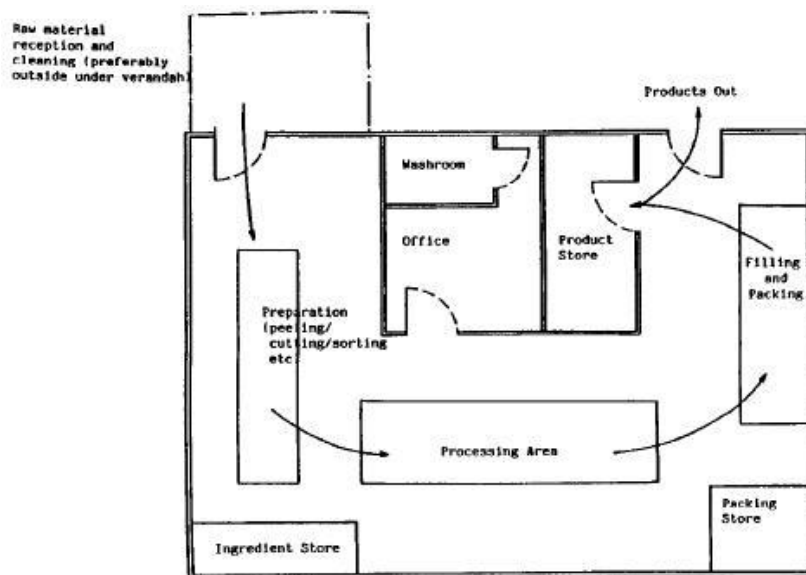 Raw material
reception and
cleaning (preferably
outside under verandah)
Products Out
Washroom
Office
Product
Store
Filling
and
Packing
Preparation
(peeling/
cutting/sorting
etc
Processing Area
Packing
Store
Ingredient Store